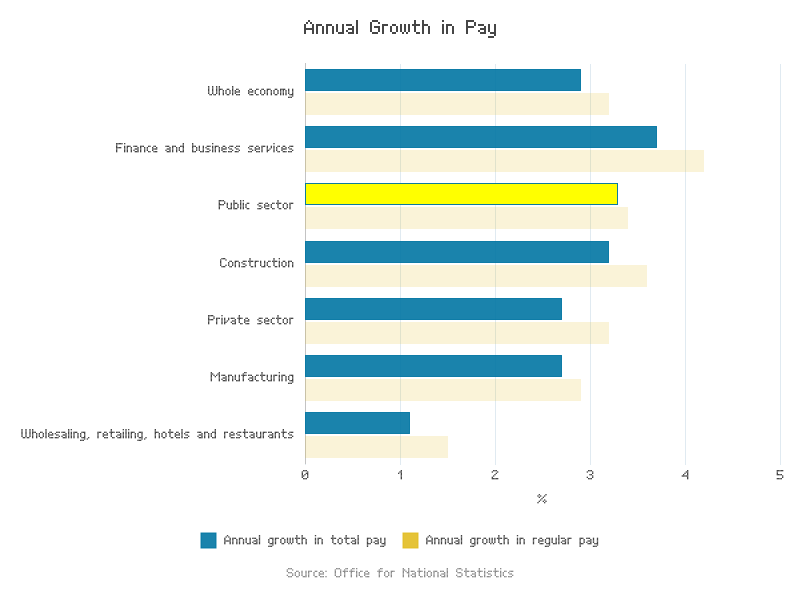 Annual Growth in Pay
Whole economy
Finance and business services
Public sector
Construction
Private sector
Manufacturing
Wholesaling, retailing, hotels and restaurants
0 1 2 3 4 5
%
Annual growth in total pay Annual growth in regular pay
Source: Office for National Statistics